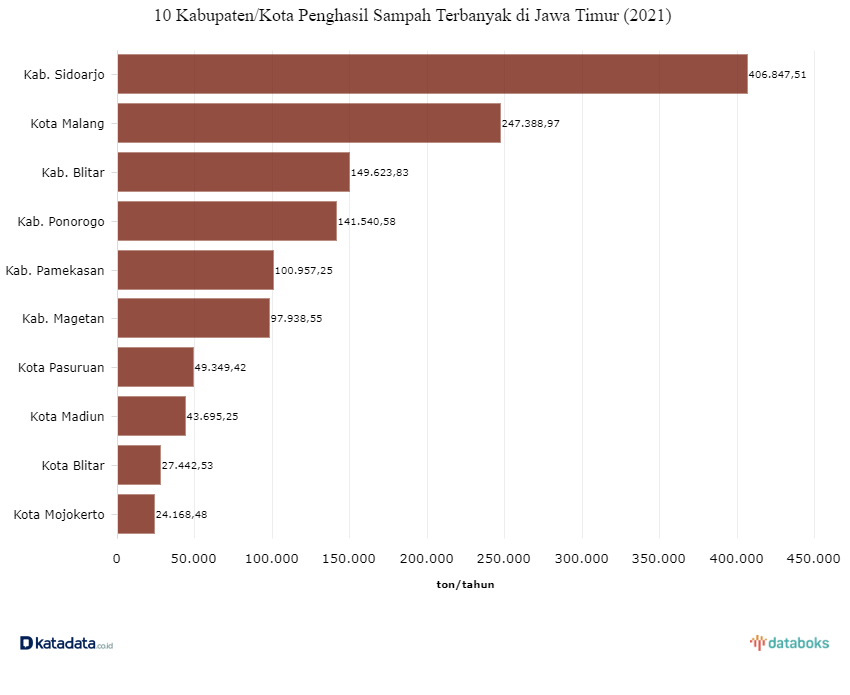 10 Kabupaten/Kota Penghasil Sampah Terbanyak di Jawa Timur (2021)
Kab. Sidoarjo 406.847,51
Kota Malang 247.388,97
Kab. Blitar 149.623,83
Kab. Ponorogo 141.540,58
Kab. Pamekasan 100.957,25
Kab. Magetan 97.938,55
Kota Pasuruan 49.349,42
Kota Madiun 43.695,25
Kota Blitar 27.442,53
Kota Mojokerto 24.168,48
0 50.000 100.000 150.000 200.000 250.000 300.000 350.000 400.000 450.000
ton/tahun
katadata.co.id databoks